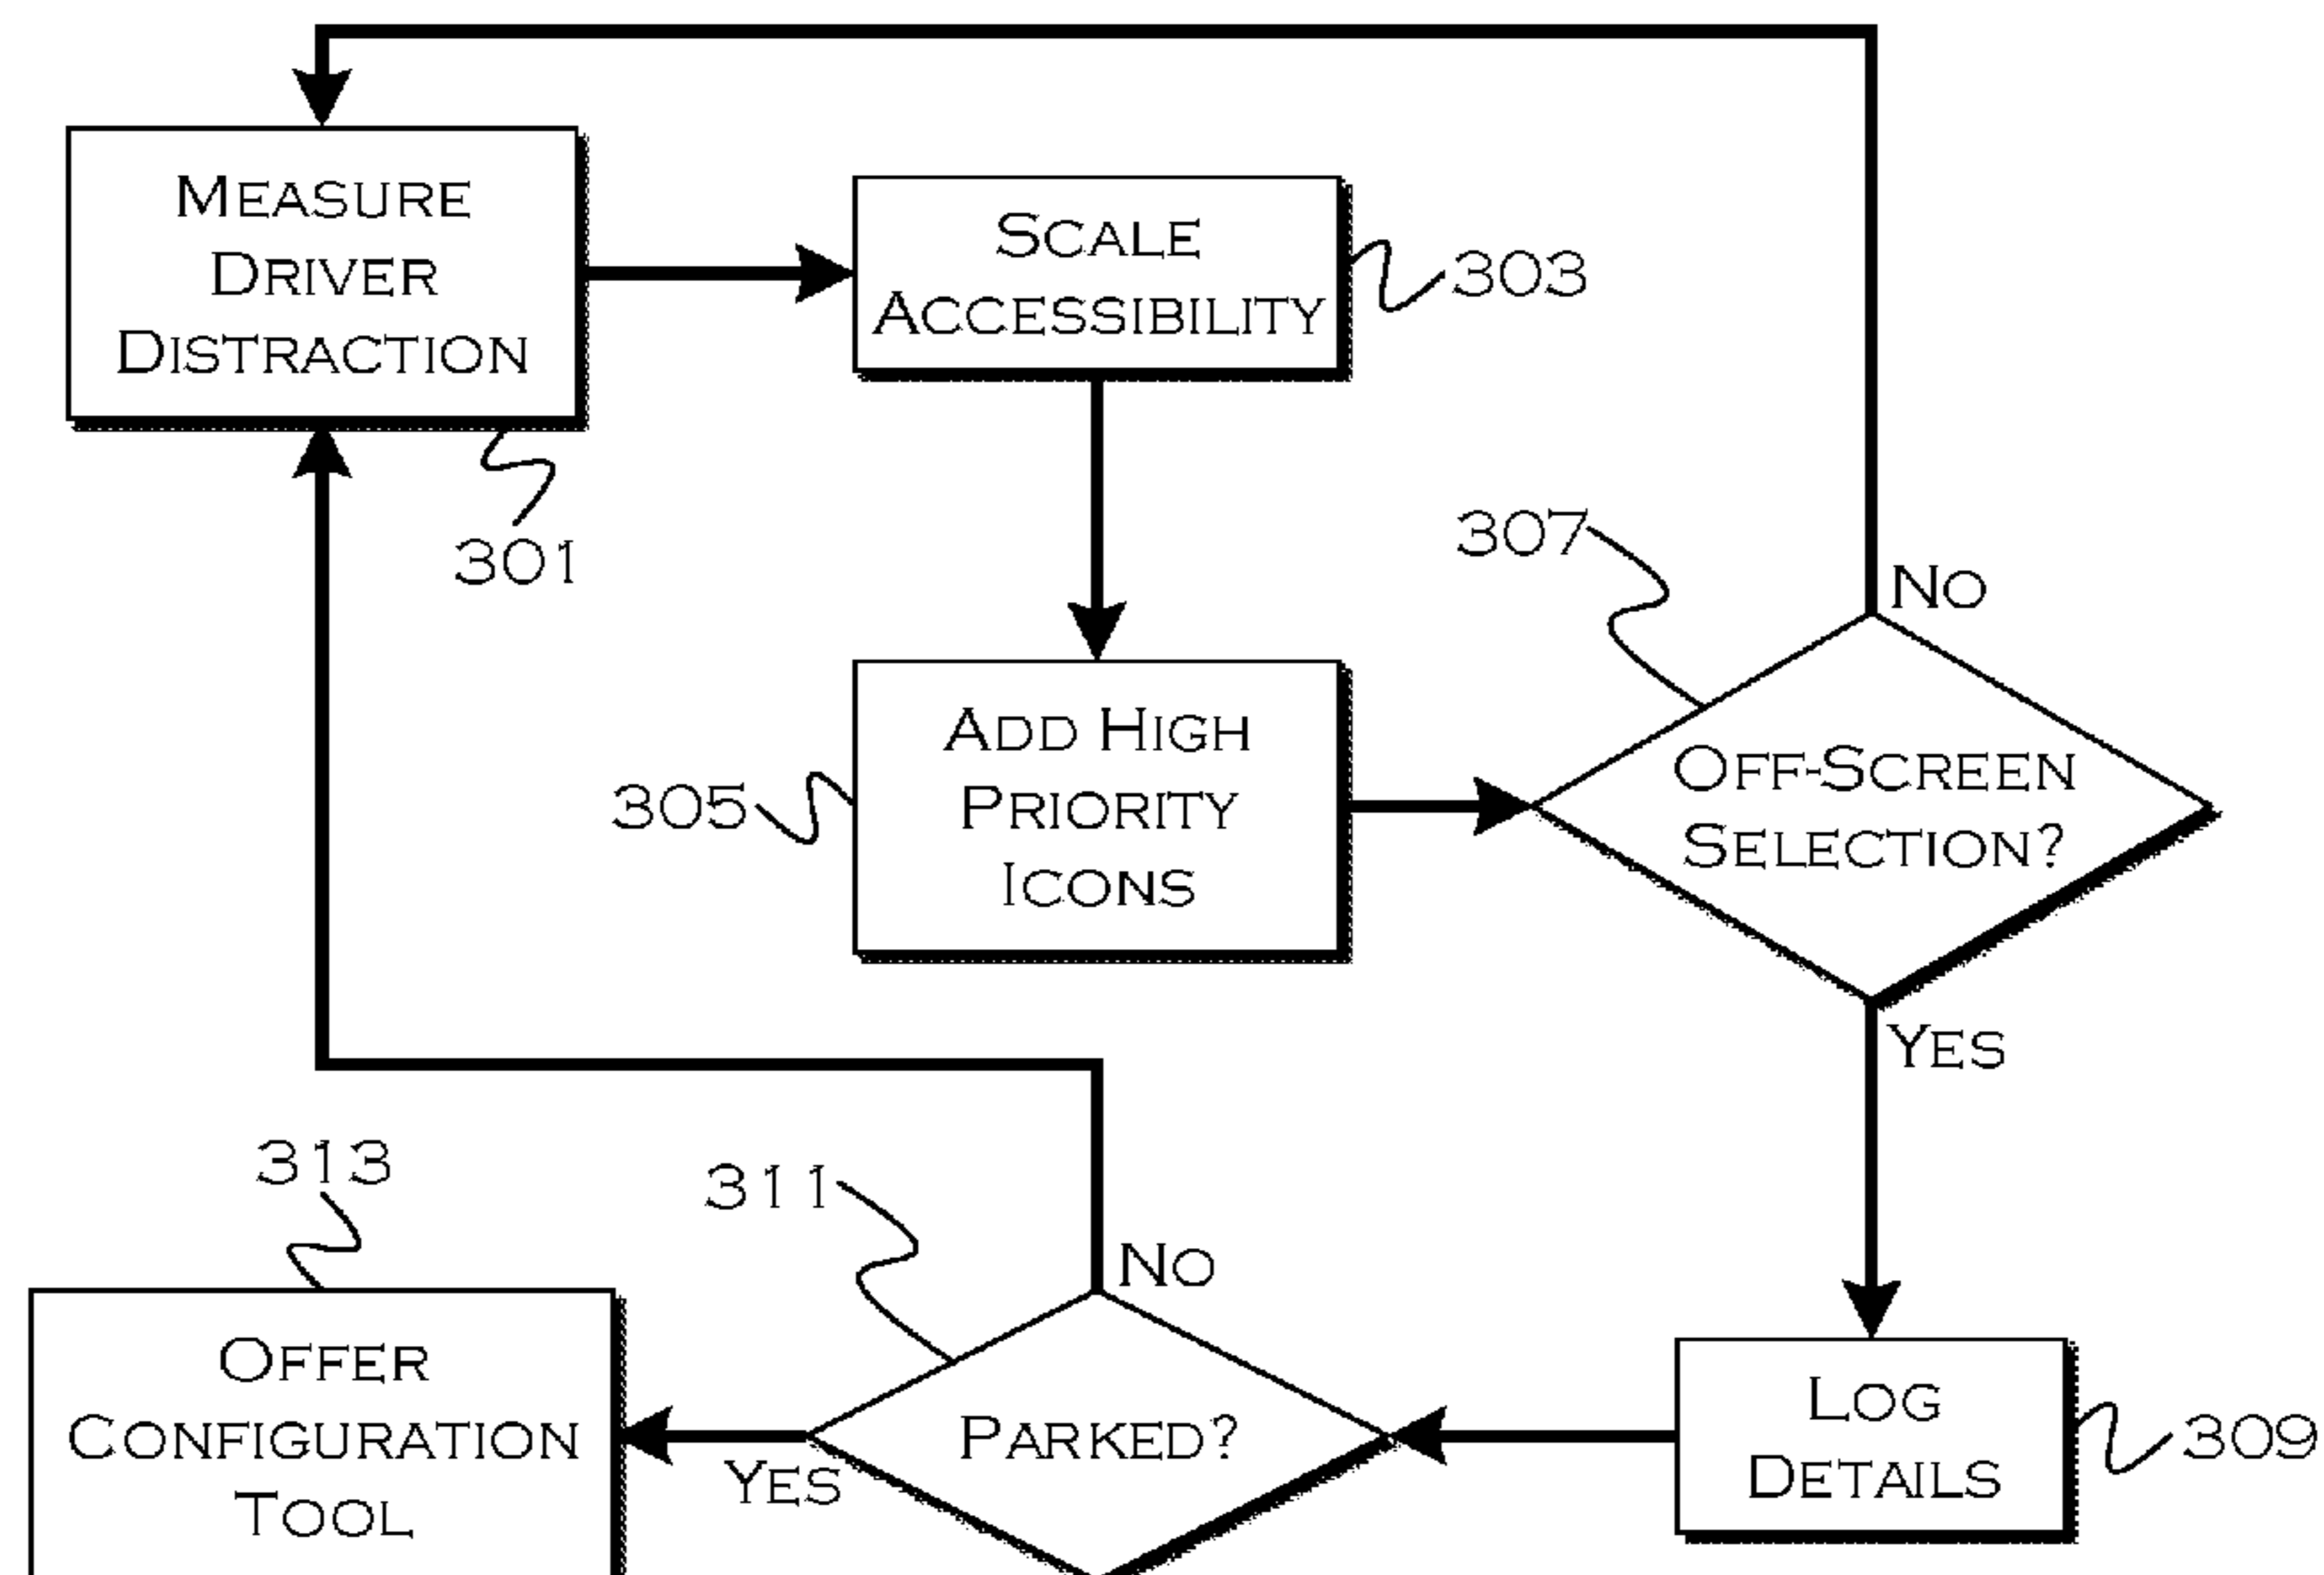 MEASURE
DRIVER
DISTRACTION
301
SCALE
ACCESSIBILITY
303
ADD HIGH
PRIORITY
ICONS
305
307
NO
OFF-SCREEN
SELECTION?
YES
LOG
DETAILS
309
311
NO
PARKED?
YES
313
OFFER
CONFIGURATION
TOOL